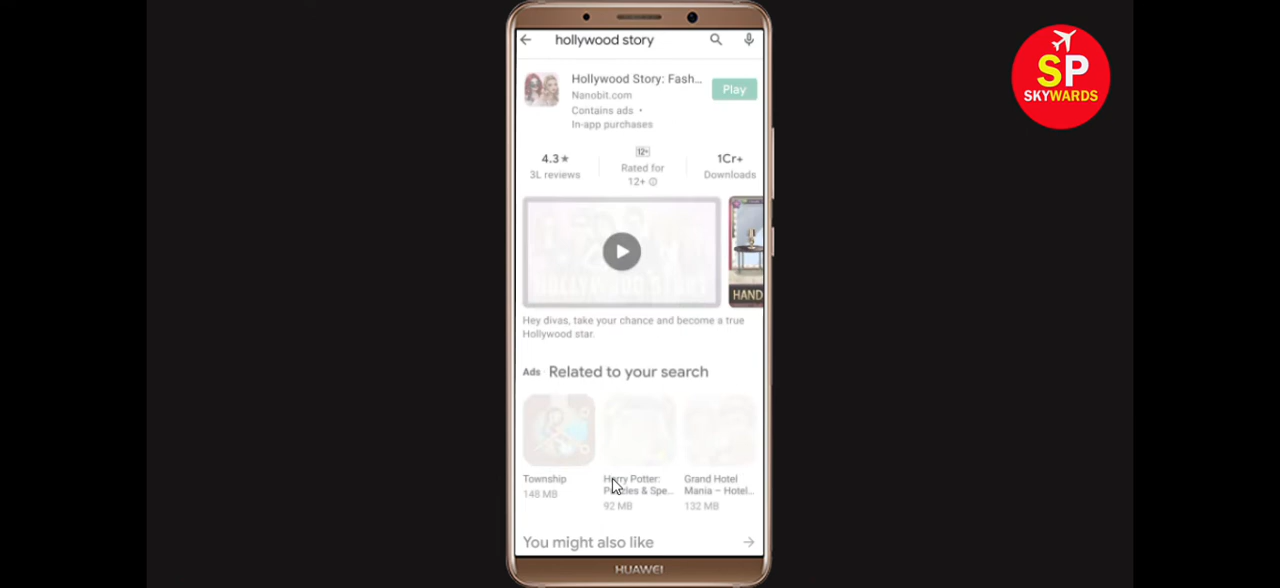 hollywood story
SP
SKYWARDS
Hollywood Story: Fash...
Play
Nanobit.com
Contains ads •
In-app purchases
4.3★
3L reviews
12+
Rated for
12+
1Cr+
Downloads
HAND
Hey divas, take your chance and become a true
Hollywood star.
Ads · Related to your search
Township
148 MB
Harry Potter:
Puzzles & Spe...
92 MB
Grand Hotel
Mania – Hotel...
132 MB
You might also like
HUAWEI